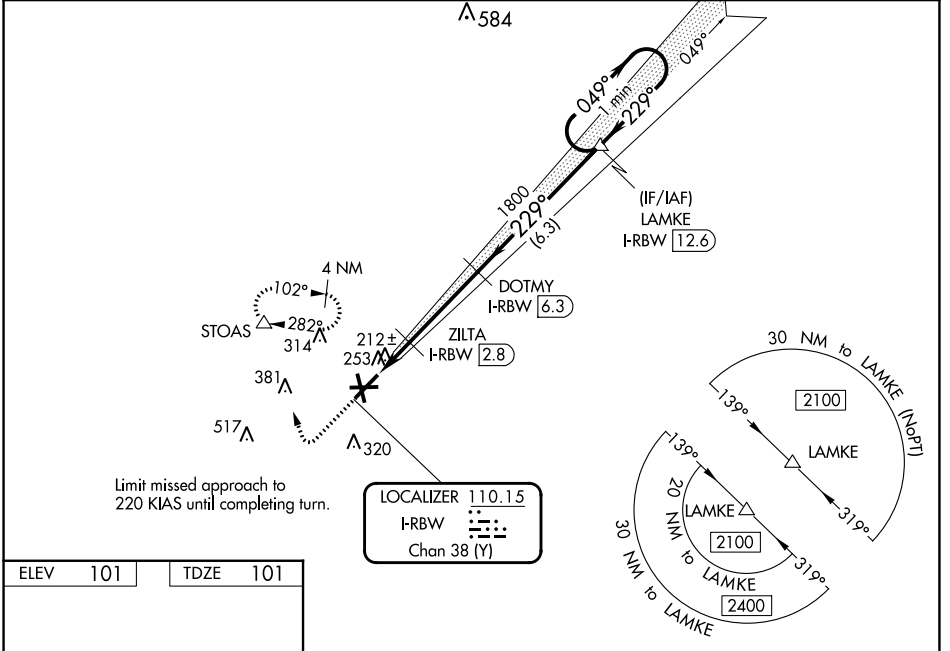 584
049°
049°
1 min
229°
1800
229°
(6.3)
(IF/IAF)
LAMKE
I-RBW 12.6
4 NM
102°
STOAS
282°
314
DOTMY
I-RBW 6.3
212±
253
ZILTA
I-RBW 2.8
381
517
320
30 NM to LAMKE (NoPT)
2100
139°
LAMKE
319°
139°
LAMKE
20 NM to LAMKE
2100
319°
30 NM to LAMKE
2400
Limit missed approach to
220 KIAS until completing turn.
LOCALIZER 110.15
I-RBW
Chan 38 (Y)
ELEV 101
TDZE 101